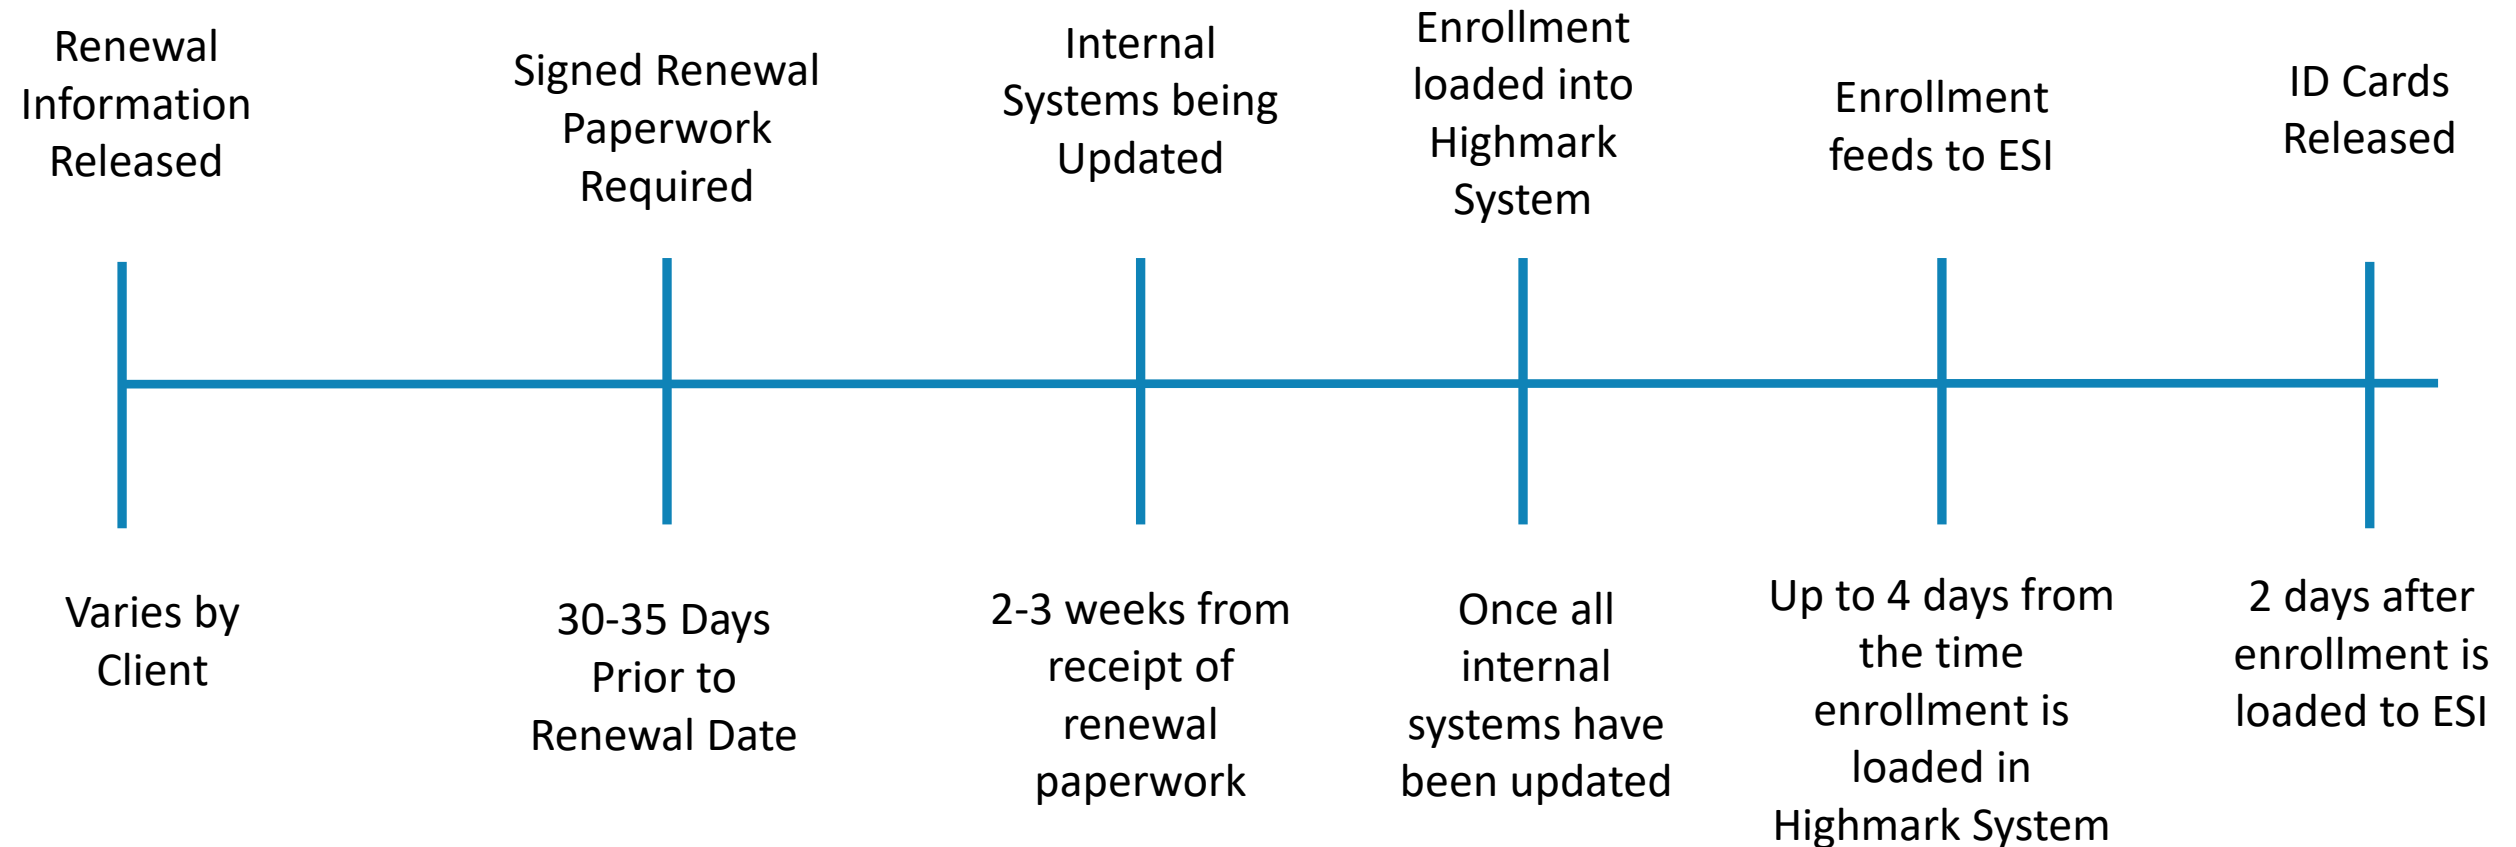 Renewal
Information
Released
Signed Renewal
Paperwork
Required
Internal
Systems being
Updated
Enrollment
loaded into
Highmark
System
Enrollment
feeds to ESI
ID Cards
Released
Varies by
Client
30-35 Days
Prior to
Renewal Date
2-3 weeks from
receipt of
renewal
paperwork
Once all
internal
systems have
been updated
Up to 4 days from
the time
enrollment is
loaded in
Highmark System
2 days after
enrollment is
loaded to ESI